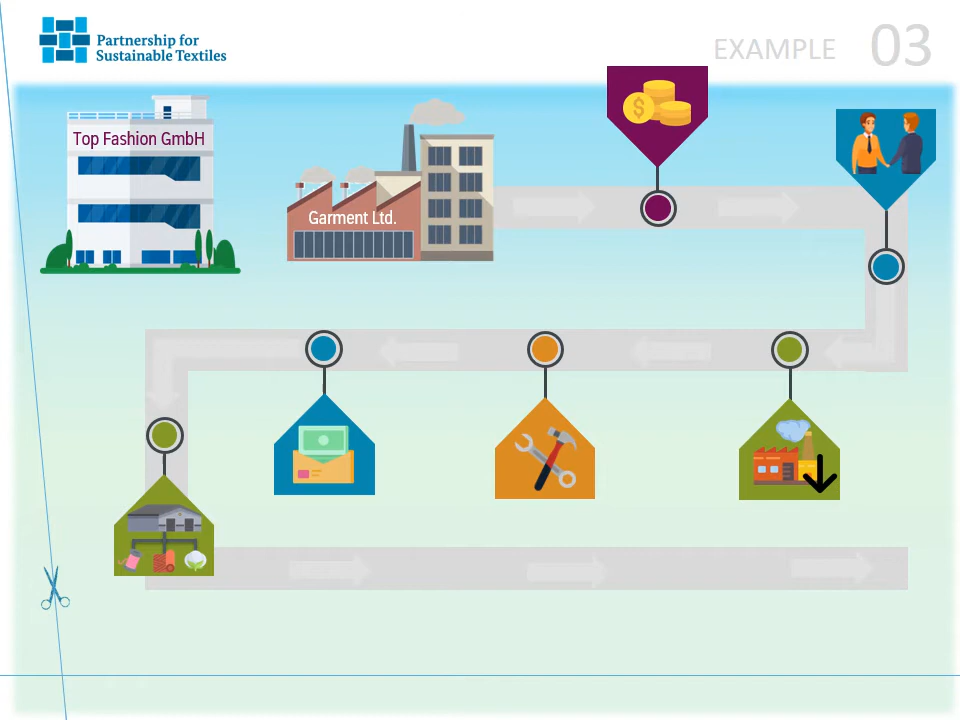 Partnership for
Sustainable Textiles
EXAMPLE 03
Top Fashion GmbH
Garment Ltd.
$